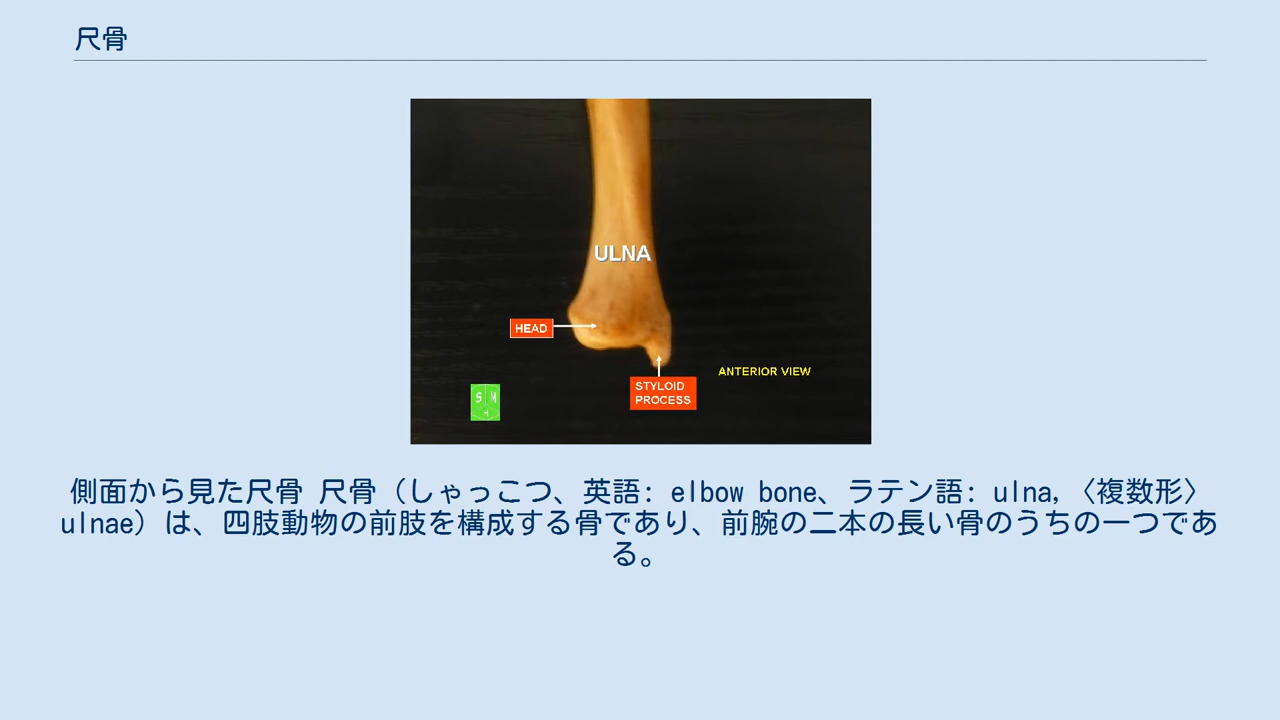 尺骨
ULNA
HEAD
STYLOID
PROCESS
ANTERIOR VIEW
S M
H
側面から見た尺骨 尺骨（しゃっこつ、英語: elbow bone、ラテン語: ulna,〈複数形〉
ulnae）は、四肢動物の前肢を構成する骨であり、前腕の二本の長い骨のうちの一つであ
る。